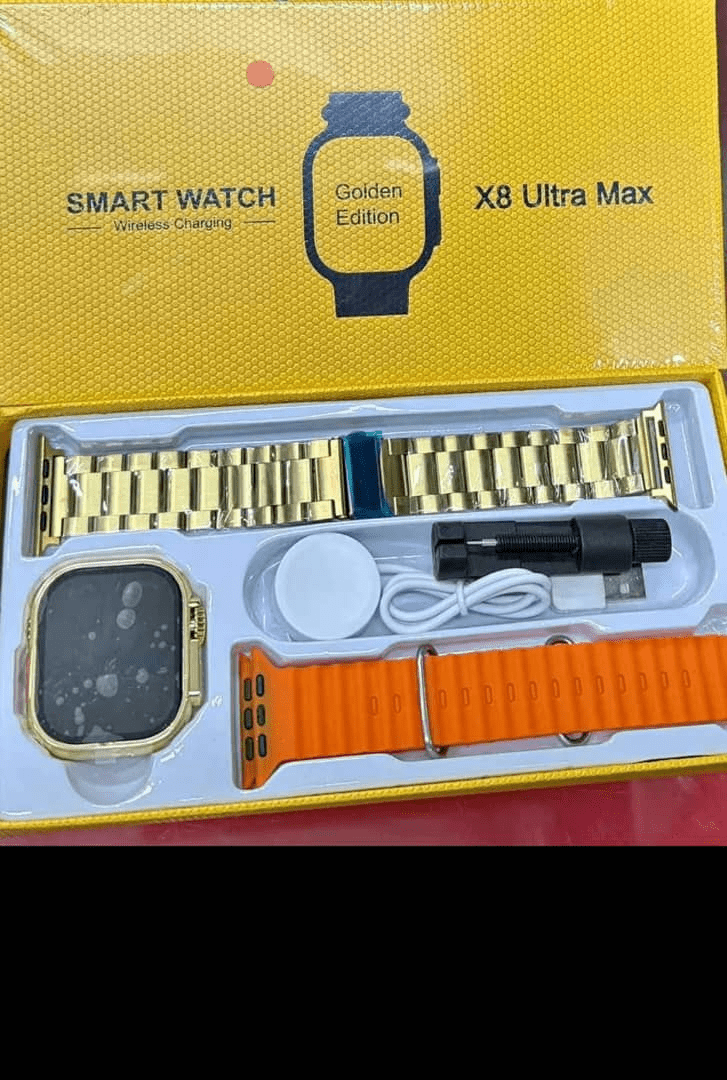 SMART WATCH
Wireless Charging
Golden
Edition
X8 Ultra Max